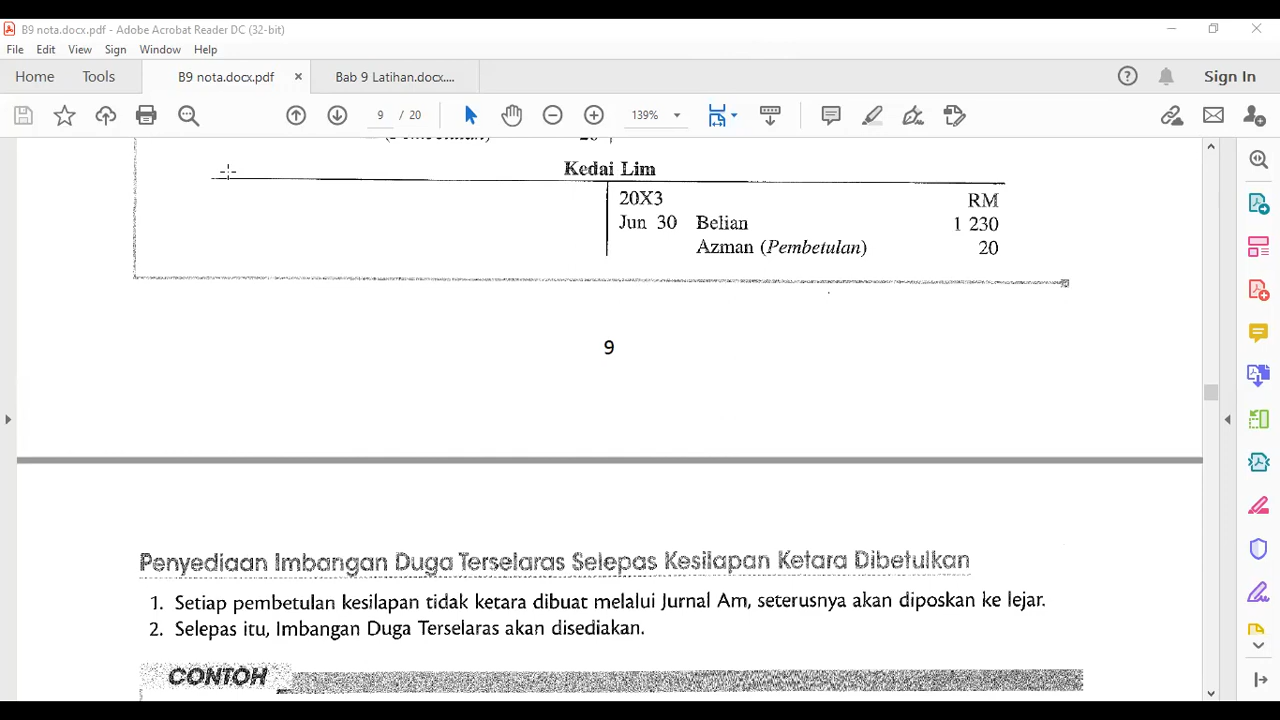 B9 nota.docx.pdf - Adobe Acrobat Reader DC (32-bit)
File Edit View Sign Window Help
Home Tools B9 nota.docx.pdf × Bab 9 Latihan.docx.... Sign In
9 / 20 139%
Kedai Lim
20X3 RM
Jun 30 Belian 1 230
Azman (Pembetulan) 20
9
Penyediaan Imbangan Duga Terselaras Selepas Kesilapan Ketara Dibetulkan
1. Setiap pembetulan kesilapan tidak ketara dibuat melalui Jurnal Am, seterusnya akan diposkan ke lejar.
2. Selepas itu, Imbangan Duga Terselaras akan disediakan.
CONTOH